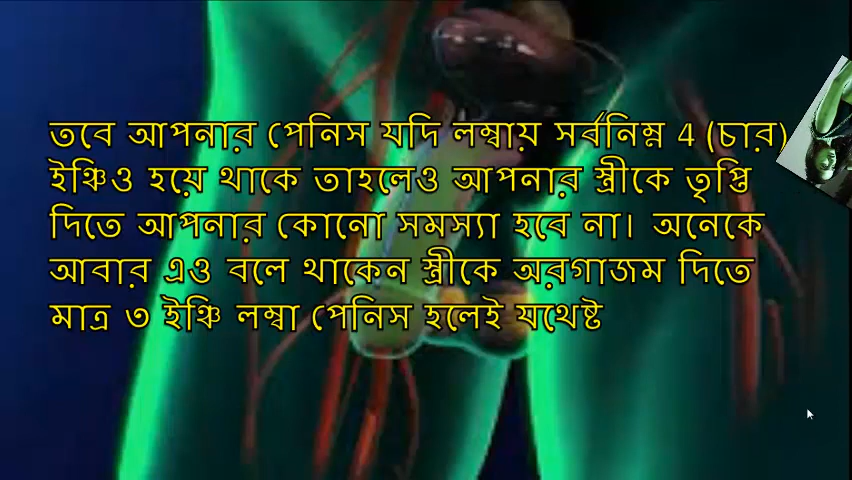 তবে আপনার পেনিস যদি লম্বায় সর্বনিম্ন 4 (চার)
ইঞ্চিও হয়ে থাকে তাহলেও আপনার স্ত্রীকে তৃপ্তি
দিতে আপনার কোনো সমস্যা হবে না। অনেকে
আবার এও বলে থাকেন স্ত্রীকে অরগাজম দিতে
মাত্র ৩ ইঞ্চি লম্বা পেনিস হলেই যথেষ্ট